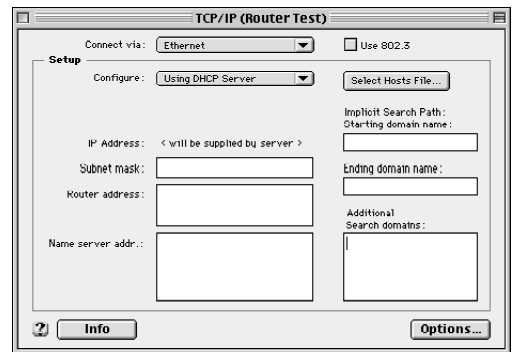 TCP/IP (Router Test)
Connect via: Ethernet
Use 802.3
Setup
Configure: Using DHCP Server
Select Hosts File...
Implicit Search Path:
Starting domain name:
IP Address: < will be supplied by server >
Subnet mask:
Ending domain name:
Router address:
Additional
Search domains:
Name server addr.:
?
Info
Options...